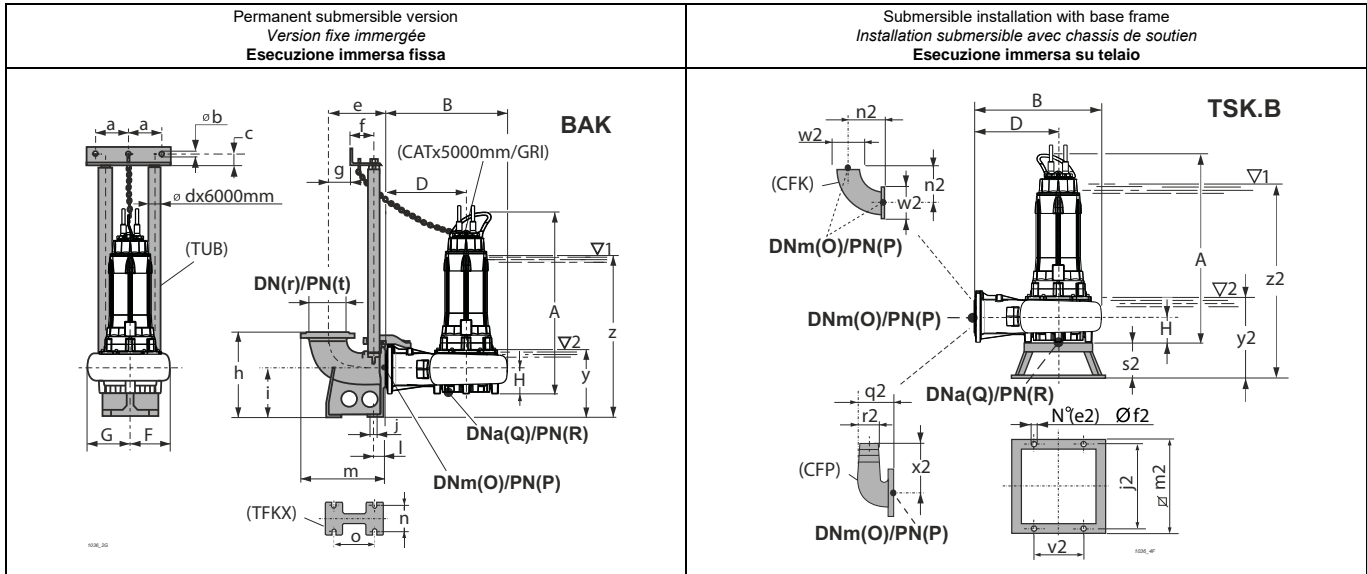 Permanent submersible version
Version fixe immergée
Esecuzione immersa fissa
Submersible installation with base frame
Installation submersible avec chassis de soutien
Esecuzione immersa su telaio
BAK
e
B
a
a
øb
c
f
g
(CATx5000mm/GRI)
D
ø dx6000mm
(TUB)
DN(r)/PN(t)
▽1
A
z
▽2
h
i
H
y
j
l
DNa(Q)/PN(R)
G
F
m
DNm(O)/PN(P)
(TFKX)
n
o
1036_3G
TSK.B
B
D
n2
w2
(CFK)
n2
w2
DNm(O)/PN(P)
▽1
A
z2
▽2
DNm(O)/PN(P)
H
y2
s2
DNa(Q)/PN(R)
q2
r2
N°(e2) Øf2
(CFP)
x2
j2
ø m2
DNm(O)/PN(P)
v2
1036_4F